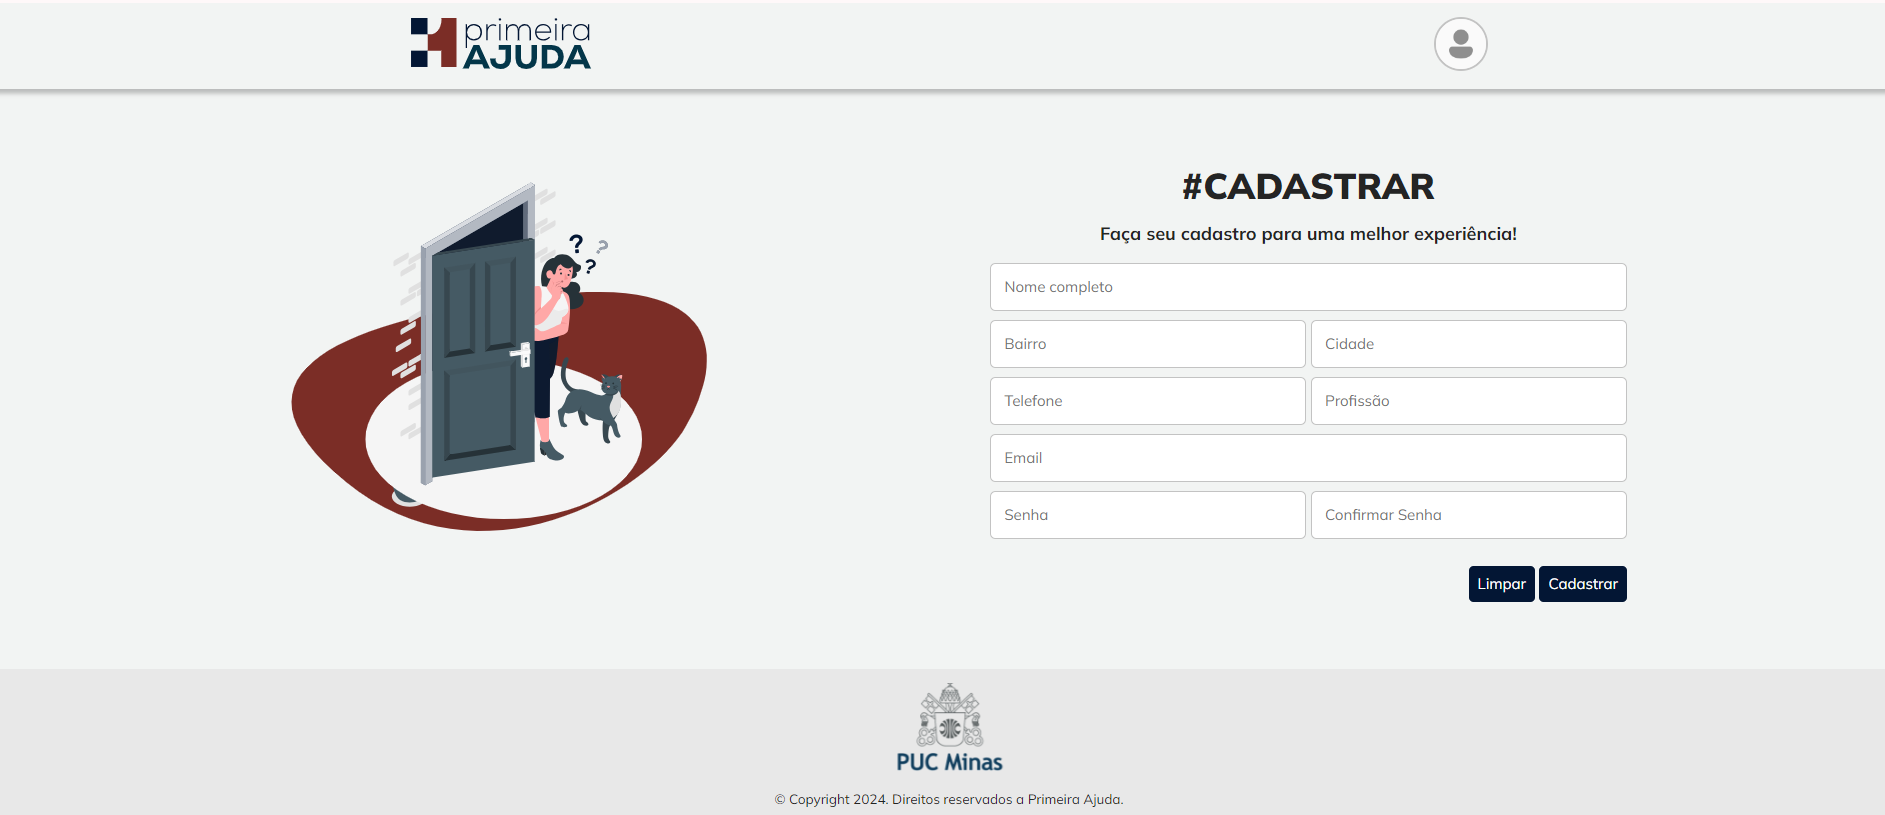 primeira
AJUDA
#CADASTRAR
Faça seu cadastro para uma melhor experiência!
? ?
?
Nome completo
Bairro Cidade
Telefone Profissão
Email
Senha Confirmar Senha
Limpar Cadastrar
PUC Minas
© Copyright 2024. Direitos reservados a Primeira Ajuda.